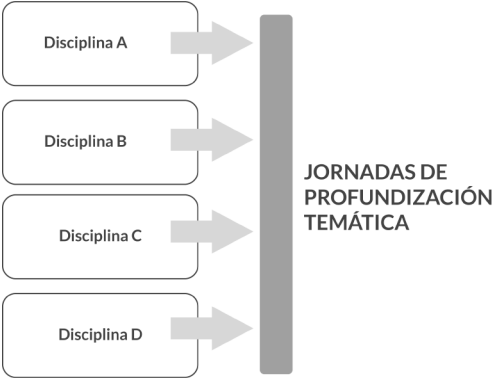 Disciplina A
Disciplina B
Disciplina C
Disciplina D
JORNADAS DE
PROFUNDIZACIÓN
TEMÁTICA